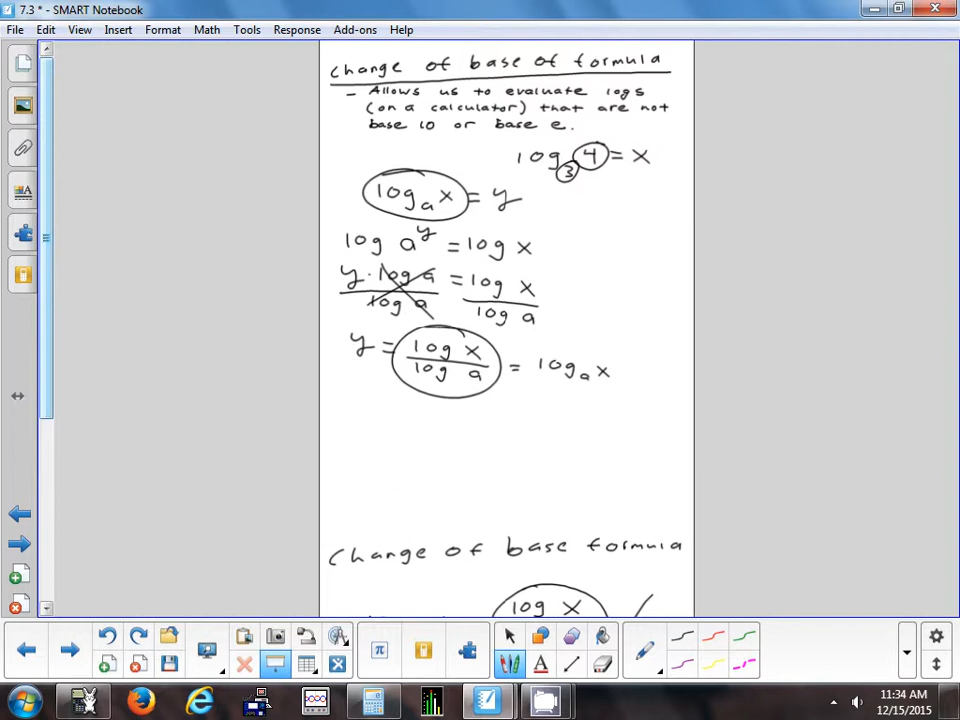 7.3 * - SMART Notebook
File Edit View Insert Format Math Tools Response Add-ons Help
Change of base of formula
- Allows us to evaluate logs
(on a calculator) that are not
base 10 or base e.
log₃ 4 = x
logₐ x = y
log a^y = log x
y · log a = log x
log a log a
y = log x / log a = logₐ x
Change of base formula
log x
11:34 AM
12/15/2015